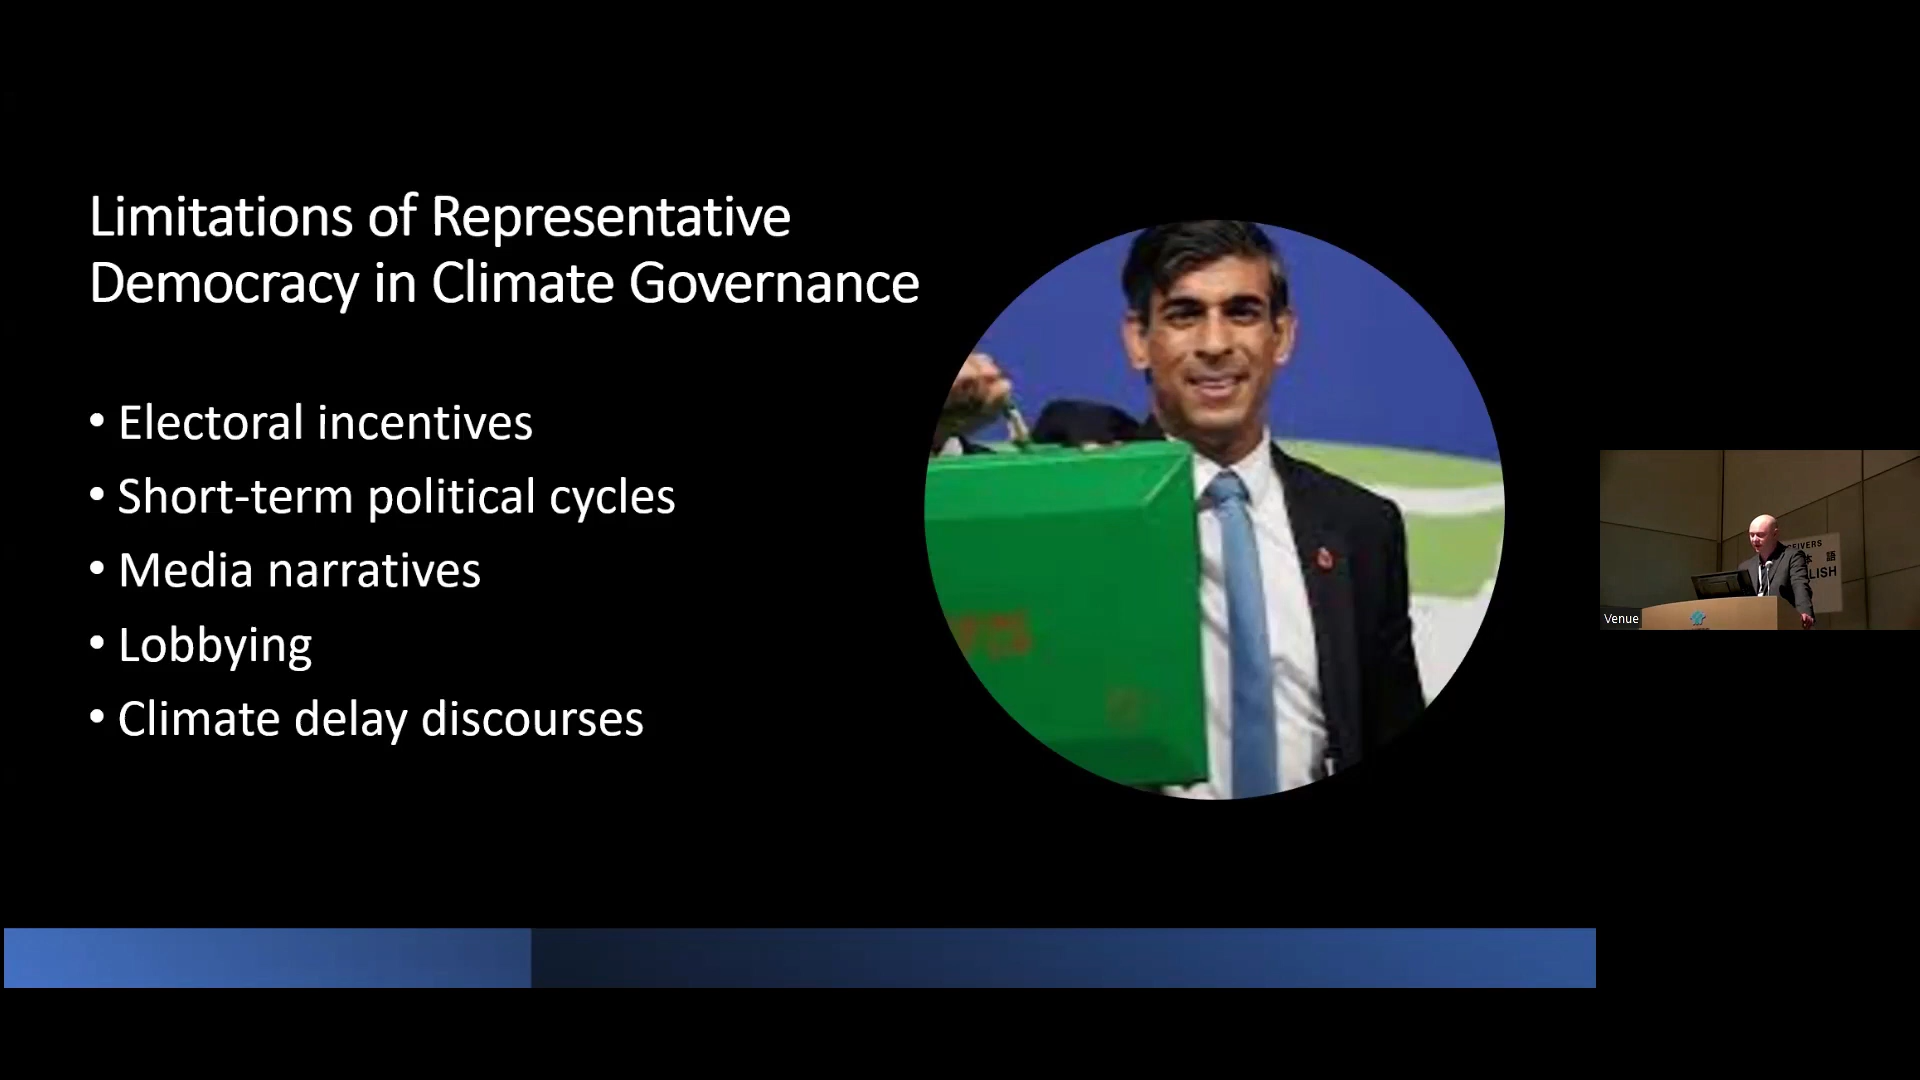 Limitations of Representative
Democracy in Climate Governance
• Electoral incentives
• Short-term political cycles
• Media narratives
• Lobbying
• Climate delay discourses
Venue